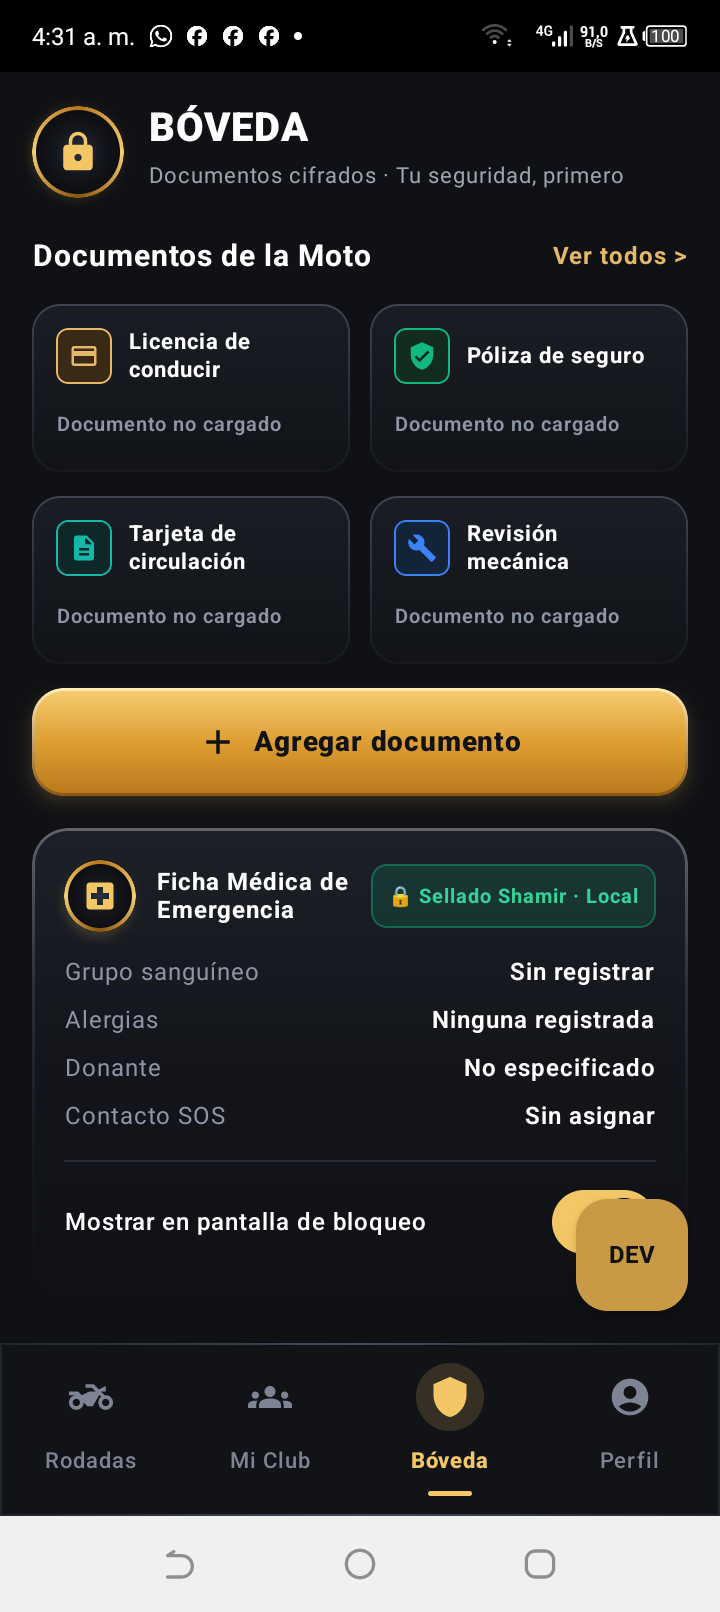 4:31 a. m. 4G 91,0 B/S 100
BÓVEDA
Documentos cifrados · Tu seguridad, primero
Documentos de la Moto Ver todos >
Licencia de
conducir
Documento no cargado
Póliza de seguro
Documento no cargado
Tarjeta de
circulación
Documento no cargado
Revisión
mecánica
Documento no cargado
+ Agregar documento
Ficha Médica de
Emergencia
🔒 Sellado Shamir · Local
Grupo sanguíneo Sin registrar
Alergias Ninguna registrada
Donante No especificado
Contacto SOS Sin asignar
Mostrar en pantalla de bloqueo
DEV
Rodadas Mi Club Bóveda Perfil